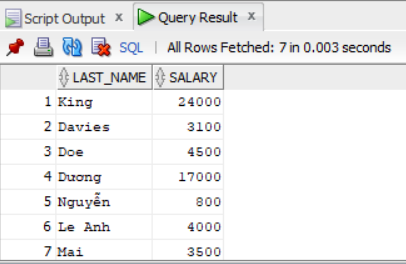 Script Output x Query Result x
SQL | All Rows Fetched: 7 in 0.003 seconds
LAST_NAME SALARY
1 King 24000
2 Davies 3100
3 Doe 4500
4 Dương 17000
5 Nguyễn 800
6 Le Anh 4000
7 Mai 3500